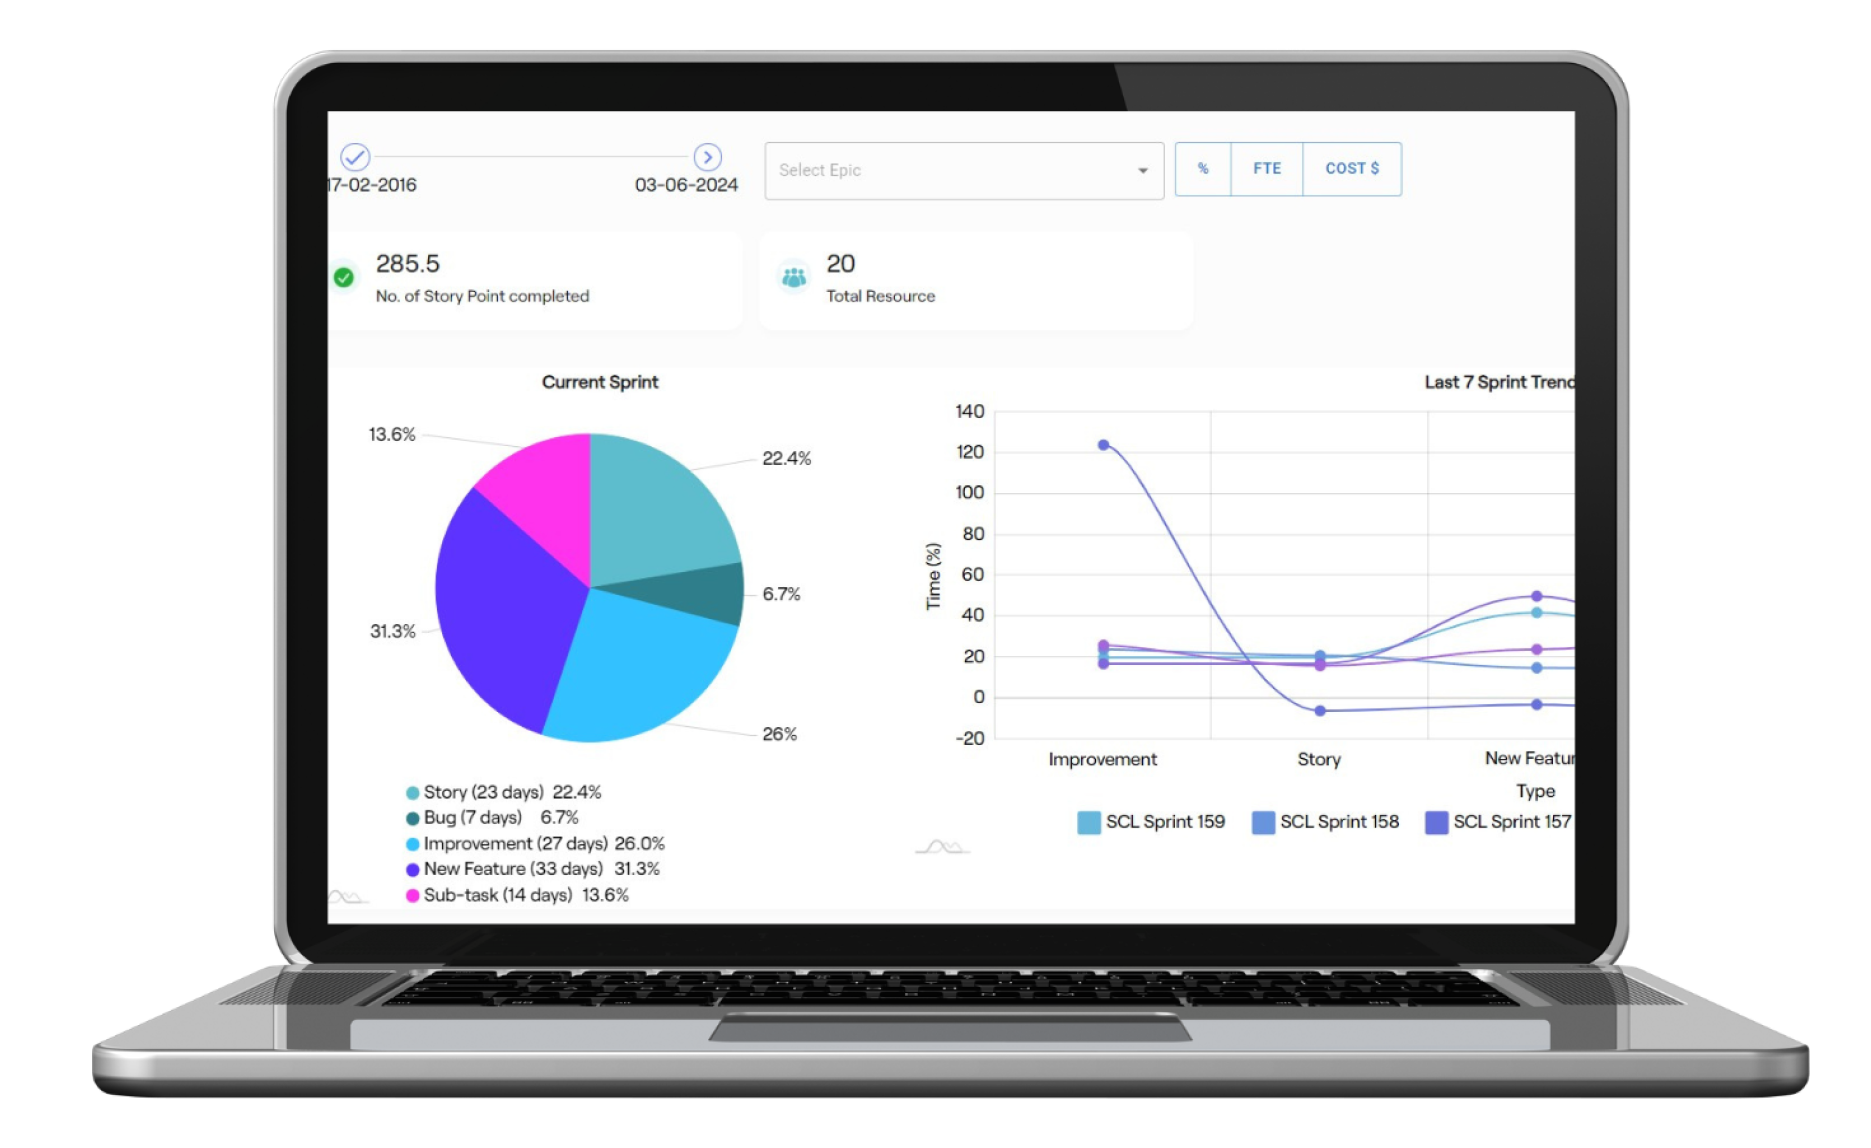 17-02-2016
03-06-2024
Select Epic
%
FTE
COST $
285.5
No. of Story Point completed
20
Total Resource
Current Sprint
13.6%
22.4%
31.3%
6.7%
26%
Story (23 days) 22.4%
Bug (7 days) 6.7%
Improvement (27 days) 26.0%
New Feature (33 days) 31.3%
Sub-task (14 days) 13.6%
Last 7 Sprint Trend
140
120
100
80
60
40
20
0
-20
Time (%)
Improvement
Story
New Featur
Type
SCL Sprint 159
SCL Sprint 158
SCL Sprint 157